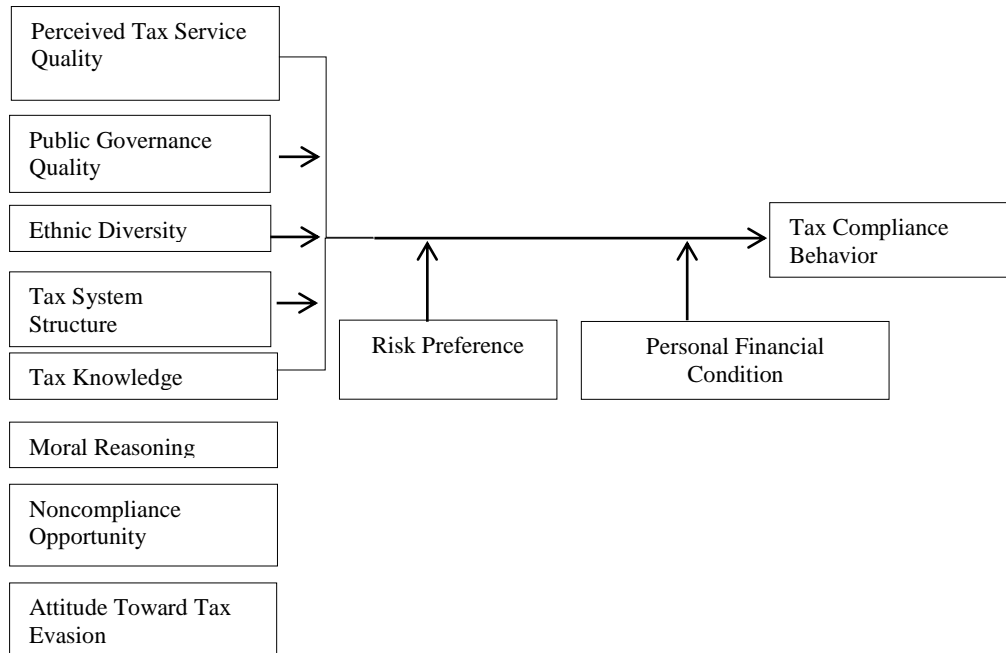 Perceived Tax Service
Quality
Public Governance
Quality
Ethnic Diversity
Tax System
Structure
Tax Knowledge
Moral Reasoning
Noncompliance
Opportunity
Attitude Toward Tax
Evasion
Risk Preference
Personal Financial
Condition
Tax Compliance
Behavior